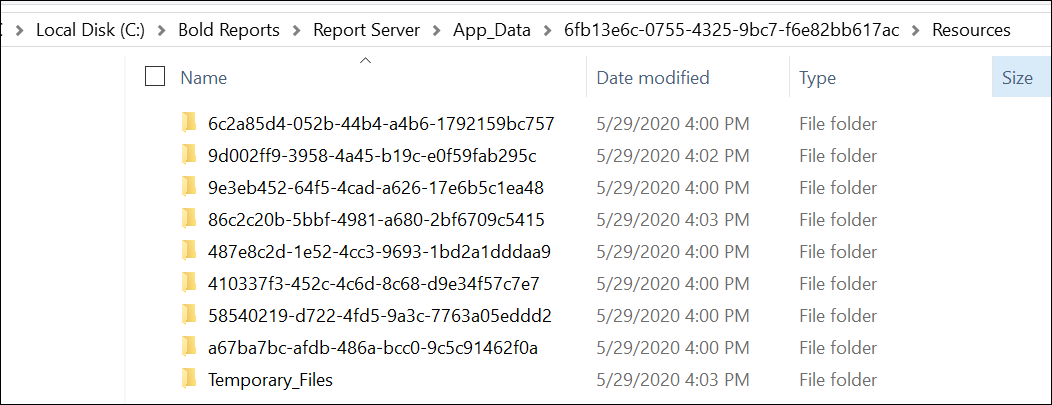 Local Disk (C:) > Bold Reports > Report Server > App_Data > 6fb13e6c-0755-4325-9bc7-f6e82bb617ac > Resources
Name Date modified Type Size
6c2a85d4-052b-44b4-a4b6-1792159bc757 5/29/2020 4:00 PM File folder
9d002ff9-3958-4a45-b19c-e0f59fab295c 5/29/2020 4:02 PM File folder
9e3eb452-64f5-4cad-a626-17e6b5c1ea48 5/29/2020 4:00 PM File folder
86c2c20b-5bbf-4981-a680-2bf6709c5415 5/29/2020 4:03 PM File folder
487e8c2d-1e52-4cc3-9693-1bd2a1dddaa9 5/29/2020 4:00 PM File folder
410337f3-452c-4c6d-8c68-d9e34f57c7e7 5/29/2020 4:00 PM File folder
58540219-d722-4fd5-9a3c-7763a05eddd2 5/29/2020 4:00 PM File folder
a67ba7bc-afdb-486a-bcc0-9c5c91462f0a 5/29/2020 4:00 PM File folder
Temporary_Files 5/29/2020 4:03 PM File folder